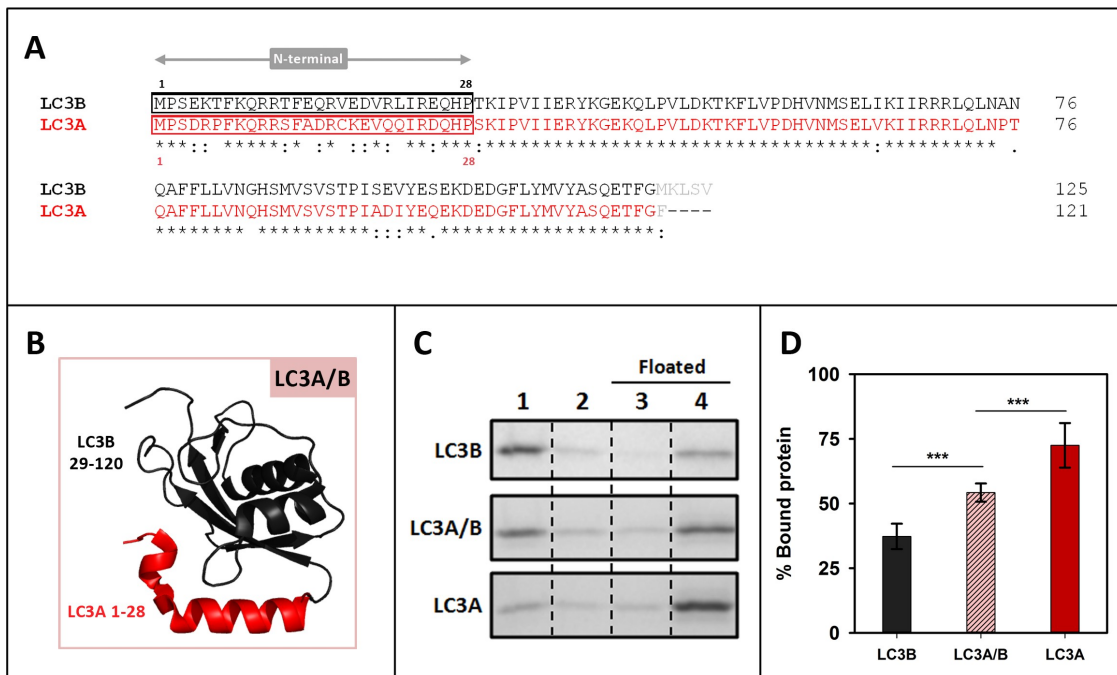 A
N-terminal
1 28
LC3B MPSEKTFKQRRTFEQRVEDVRLIREQHPTKIPVIIERYKGEKQLPVLDKTKFLVPDHVNMSELIKIIRRRLQLNAN 76
LC3A MPSDRPFKQRRSFADRCKEVQQIRDQHPSKIPVIIERYKGEKQLPVLDKTKFLVPDHVNMSELVKIIRRRLQLNPT 76
***:: *****:* :* ::*: **:***:**********************************:********** .
1 28
LC3B QAFFLLVNGHSMVSVSTPISEVYESEKDEDGFLYMVYASQETFGMKLSV 125
LC3A QAFFLLVNQHSMVSVSTPIADIYEQEKDEDGFLYMVYASQETFGF---- 121
******** **********:::**.*******************:
B
LC3A/B
LC3B
29-120
LC3A 1-28
C
Floated
1 2 3 4
LC3B
LC3A/B
LC3A
D
% Bound protein
100
75
50
25
0
***
***
LC3B LC3A/B LC3A